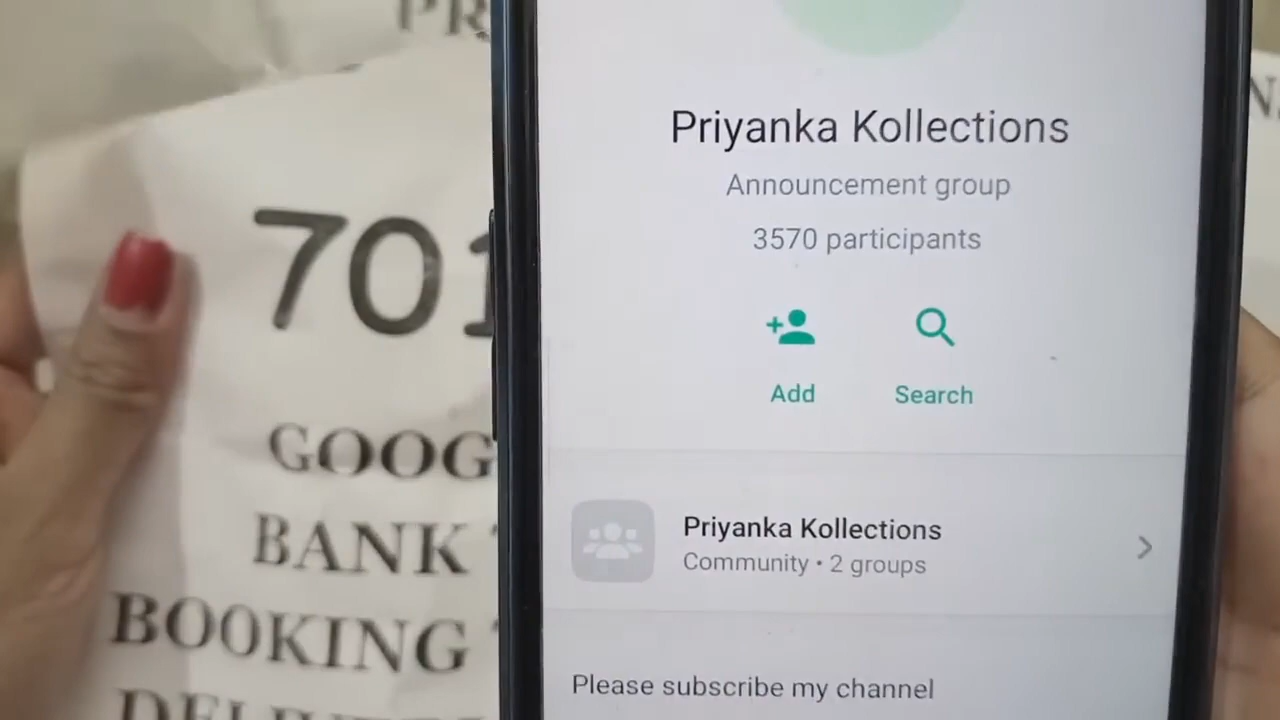 PR
701
GOOG
BANK
BOOKING
Priyanka Kollections
Announcement group
3570 participants
Add
Search
Priyanka Kollections
Community • 2 groups
Please subscribe my channel